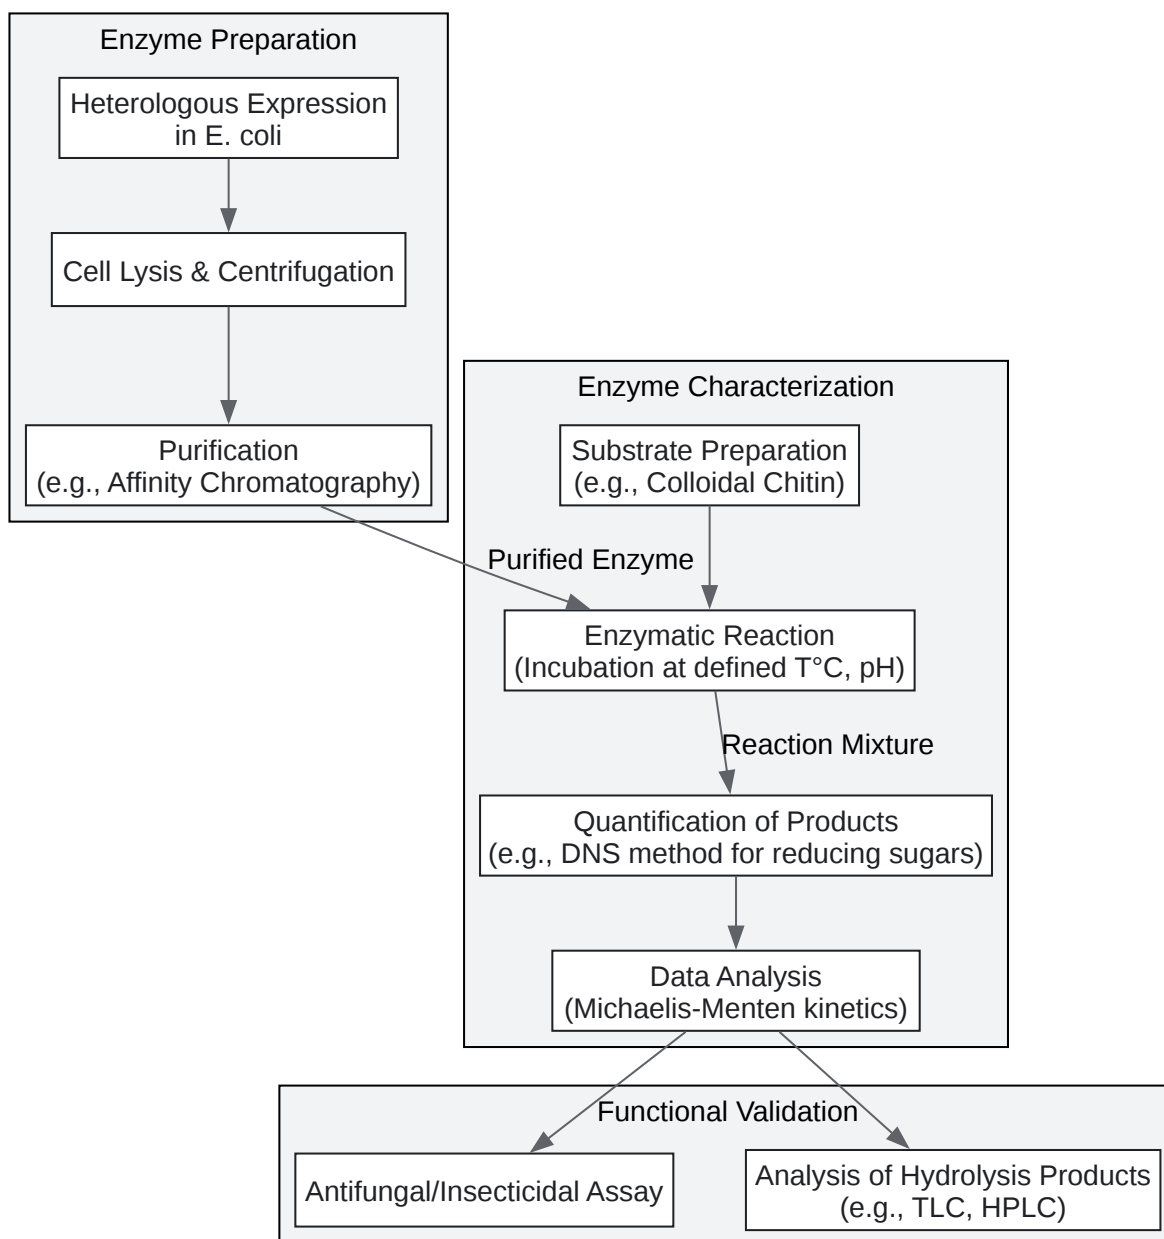 Enzyme Preparation
Heterologous Expression
in E. coli
Cell Lysis & Centrifugation
Purification
(e.g., Affinity Chromatography)
Enzyme Characterization
Substrate Preparation
(e.g., Colloidal Chitin)
Purified Enzyme
Enzymatic Reaction
(Incubation at defined T°C, pH)
Reaction Mixture
Quantification of Products
(e.g., DNS method for reducing sugars)
Data Analysis
(Michaelis-Menten kinetics)
Functional Validation
Antifungal/Insecticidal Assay
Analysis of Hydrolysis Products
(e.g., TLC, HPLC)